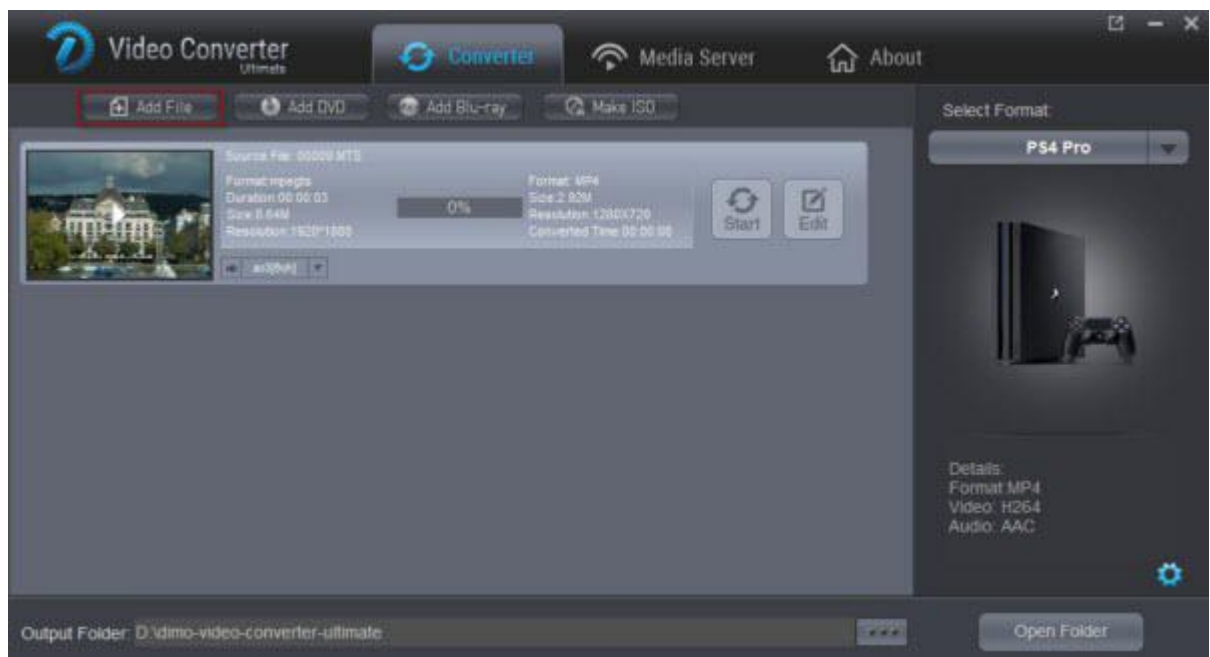 Video Converter
Ultimate
Converter
Media Server
About
Add File
Add DVD
Add Blu-ray
Make ISO
Select Format:
PS4 Pro
Source File: 00009.MTS
Format:mpegts
Duration:00:00:03
Size:8.64M
Resolution:1920*1080
0%
Format: MP4
Size:2.92M
Resolution:1280X720
Converted Time:00:00:00
Start
Edit
Details:
Format:MP4
Video: H264
Audio: AAC
Output Folder: D:\dimo-video-converter-ultimate
Open Folder